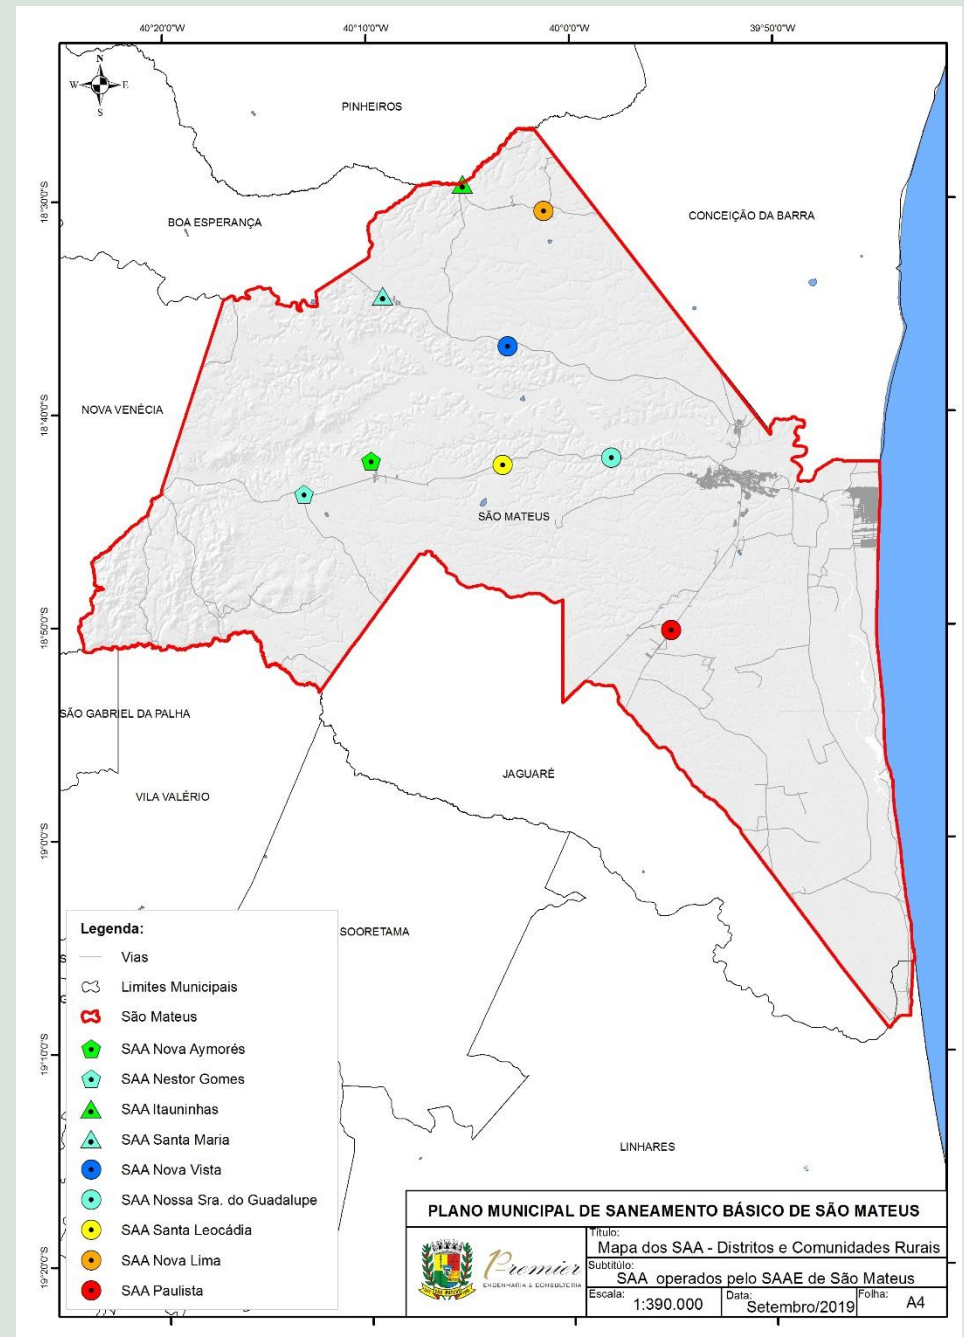 40°20'0"W
40°10'0"W
40°0'0"W
39°50'0"W
N
W
E
S
PINHEIROS
18°30'0"S
BOA ESPERANÇA
CONCEIÇÃO DA BARRA
NOVA VENÉCIA
18°40'0"S
SÃO MATEUS
18°50'0"S
SÃO GABRIEL DA PALHA
JAGUARÉ
VILA VALÉRIO
19°0'0"S
SOORETAMA
19°10'0"S
LINHARES
19°20'0"S
Legenda:
Vias
Limites Municipais
São Mateus
SAA Nova Aymorés
SAA Nestor Gomes
SAA Itauninhas
SAA Santa Maria
SAA Nova Vista
SAA Nossa Sra. do Guadalupe
SAA Santa Leocádia
SAA Nova Lima
SAA Paulista
PLANO MUNICIPAL DE SANEAMENTO BÁSICO DE SÃO MATEUS
Premier
ENGENHARIA & CONSULTORIA
Título:
Mapa dos SAA - Distritos e Comunidades Rurais
Subtítulo:
SAA operados pelo SAAE de São Mateus
Escala: 1:390.000
Data: Setembro/2019
Folha: A4